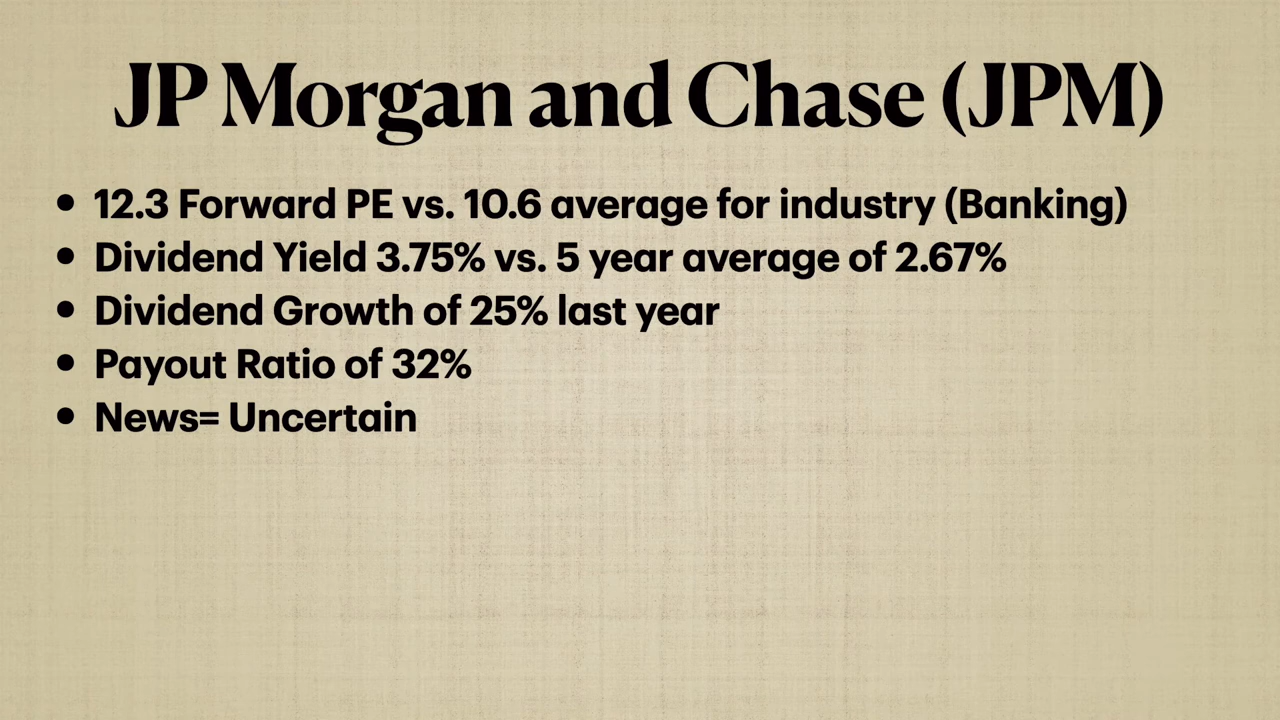 JP Morgan and Chase (JPM)
• 12.3 Forward PE vs. 10.6 average for industry (Banking)
• Dividend Yield 3.75% vs. 5 year average of 2.67%
• Dividend Growth of 25% last year
• Payout Ratio of 32%
• News= Uncertain